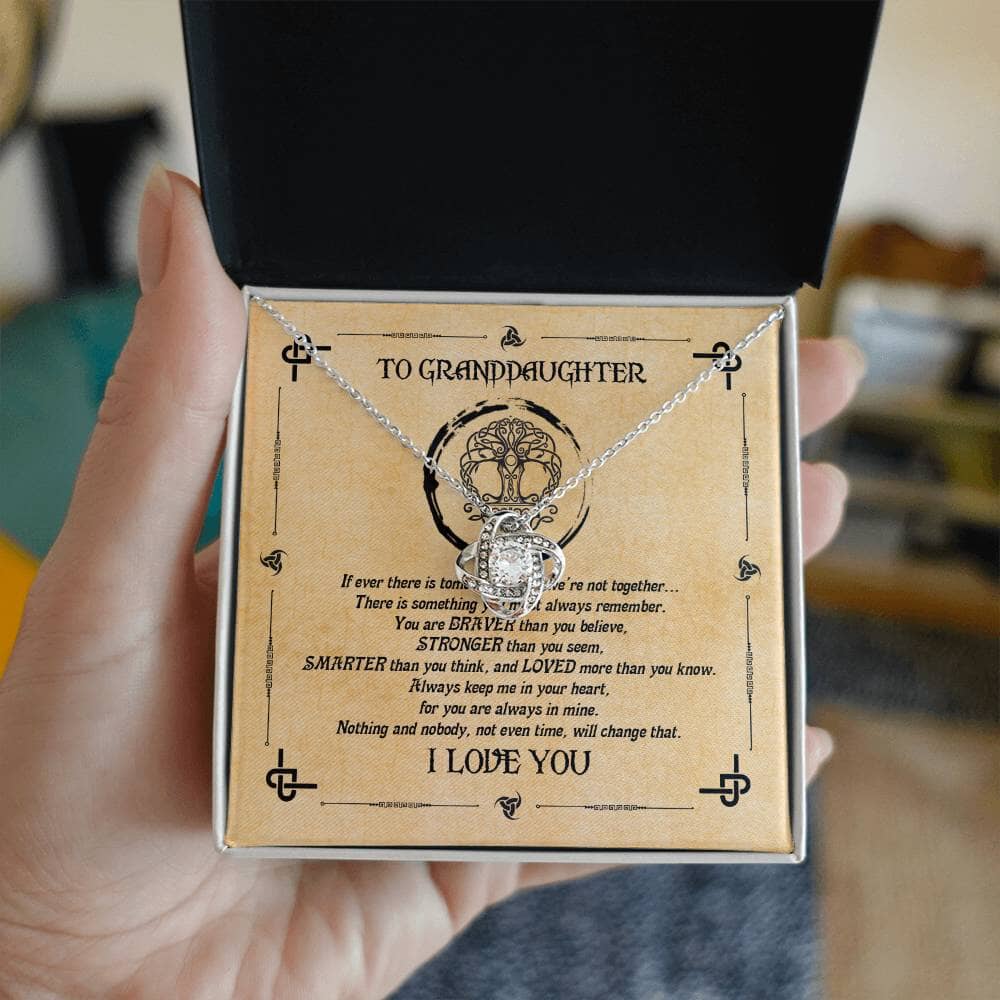 TO GRANDDAUGHTER
If ever there is tom we're not together...
There is something you must always remember.
You are BRAVER than you believe,
STRONGER than you seem,
SMARTER than you think, and LOVED more than you know.
Always keep me in your heart,
for you are always in mine.
Nothing and nobody, not even time, will change that.
I LOVE YOU